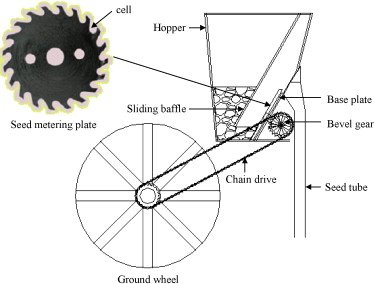 cell
Hopper
Sliding baffle
Base plate
Seed metering plate
Bevel gear
Chain drive
Seed tube
Ground wheel